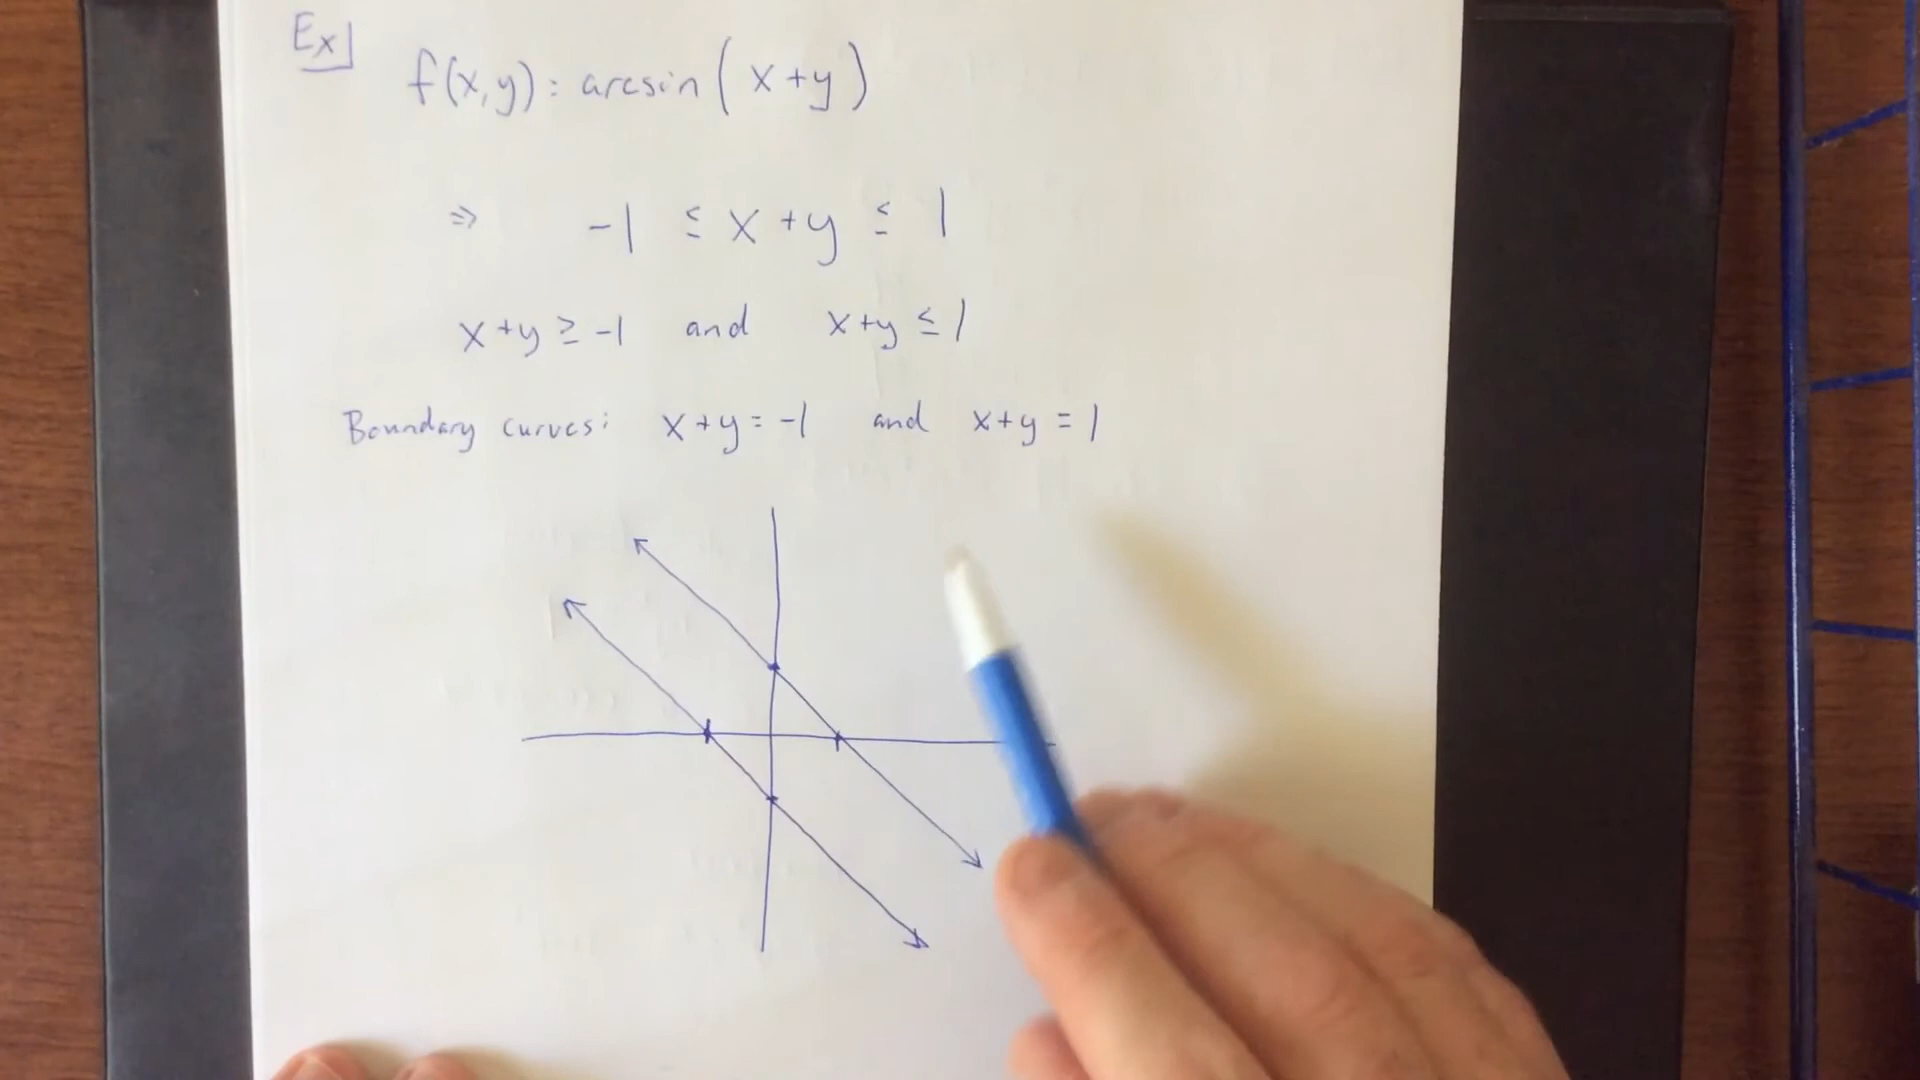 Ex
f(x,y) = arcsin(x+y)
⇒ -1 ≤ x+y ≤ 1
x+y ≥ -1 and x+y ≤ 1
Boundary curves: x+y = -1 and x+y = 1